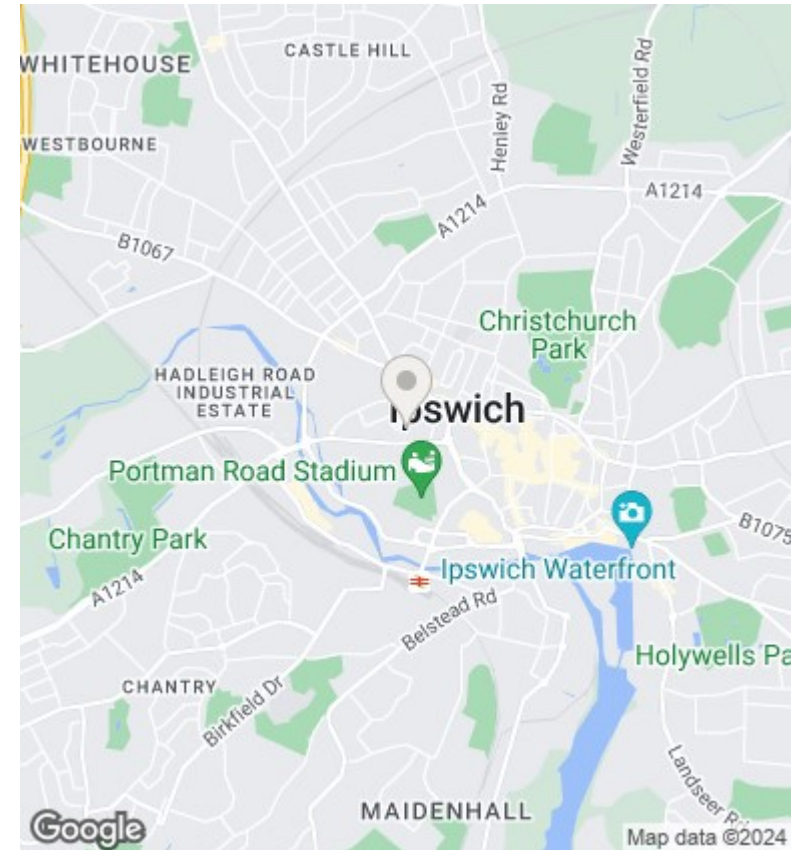 CASTLE HILL
WHITEHOUSE
Henley Rd
Westerfield Rd
WESTBOURNE
A1214
A1214
B1067
Christchurch
Park
HADLEIGH ROAD
INDUSTRIAL
ESTATE
Ipswich
Portman Road Stadium
B1075
Chantry Park
Ipswich Waterfront
A1214
Belstead Rd
Holywells Pa
CHANTRY
Birkfield Dr
Landseer Rd
MAIDENHALL
Google
Map data ©2024